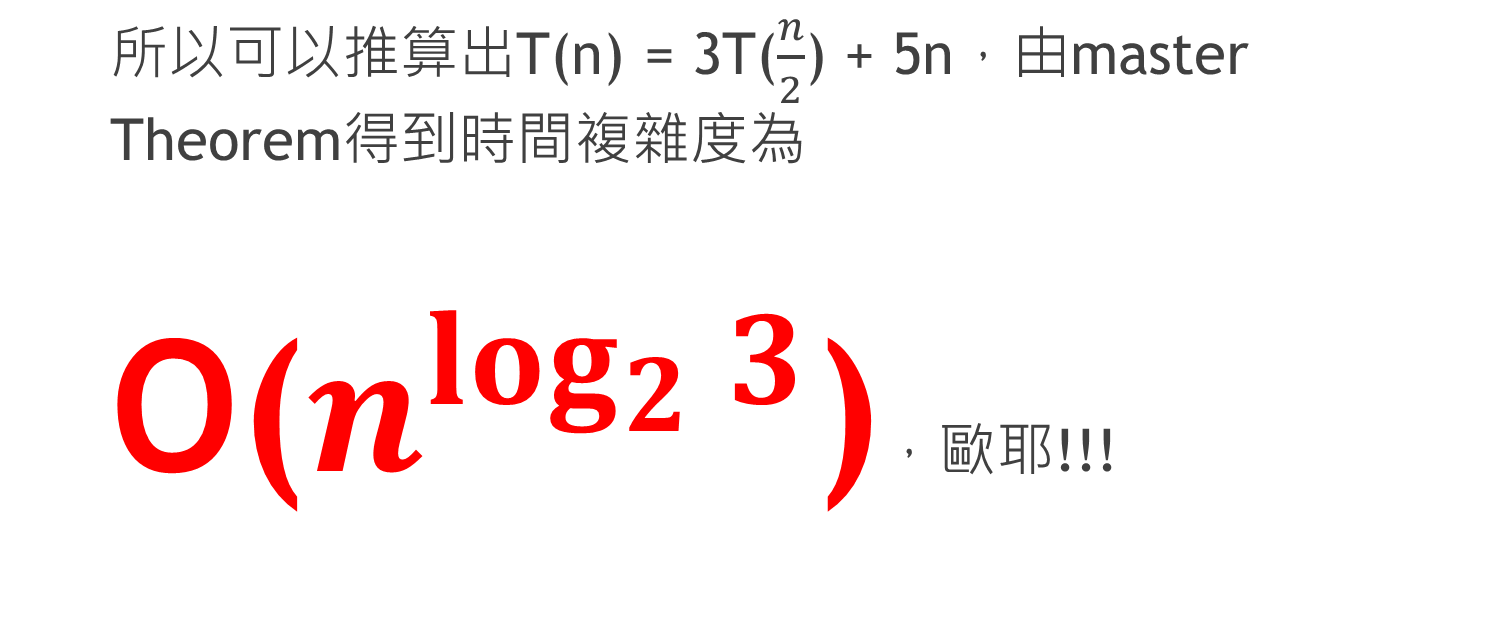 所以可以推算出T(n) = 3T(n/2) + 5n，由master
Theorem得到時間複雜度為
O(n^log₂ 3)，歐耶!!!